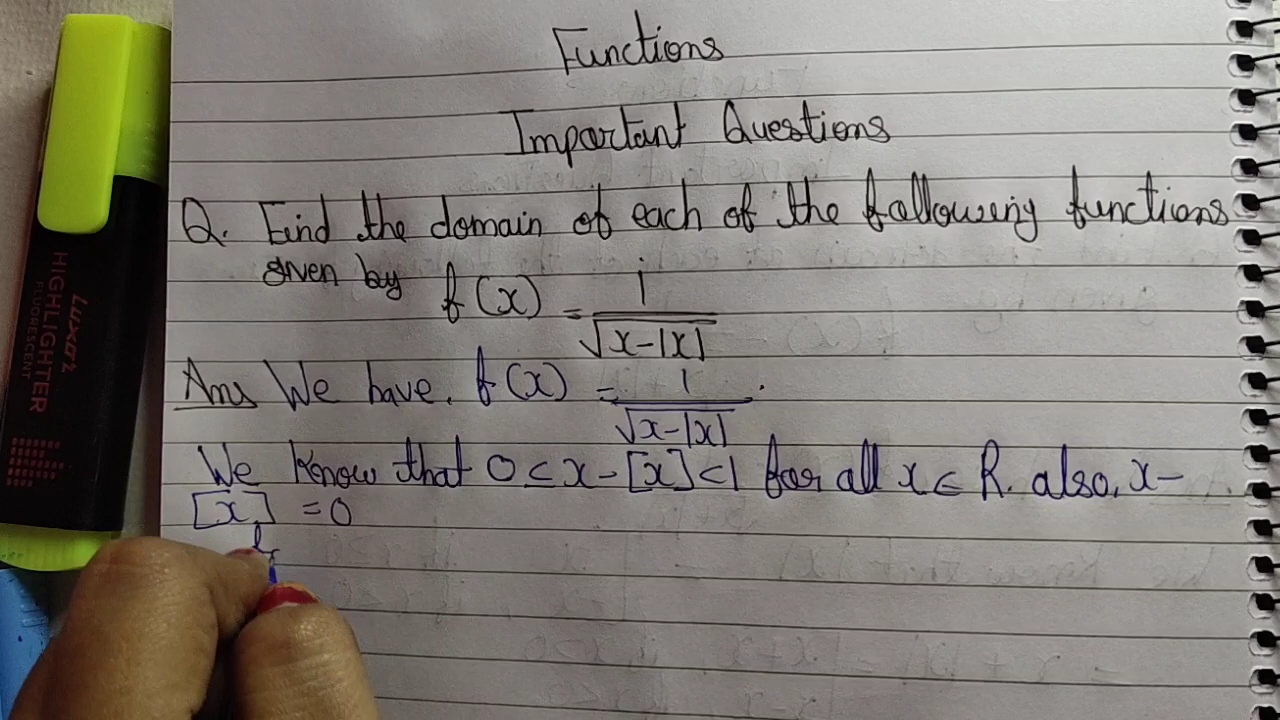 Functions
Important Questions
Q. Find the domain of each of the following functions
given by f(x) = 1/√x-|x|
Ans We have. f(x) = 1/√x-|x| .
We know that 0 ≤ x-[x] < 1 for all x ∈ R. also, x-
[x] = 0
Luxor
HIGHLIGHTER
FLUORESCENT